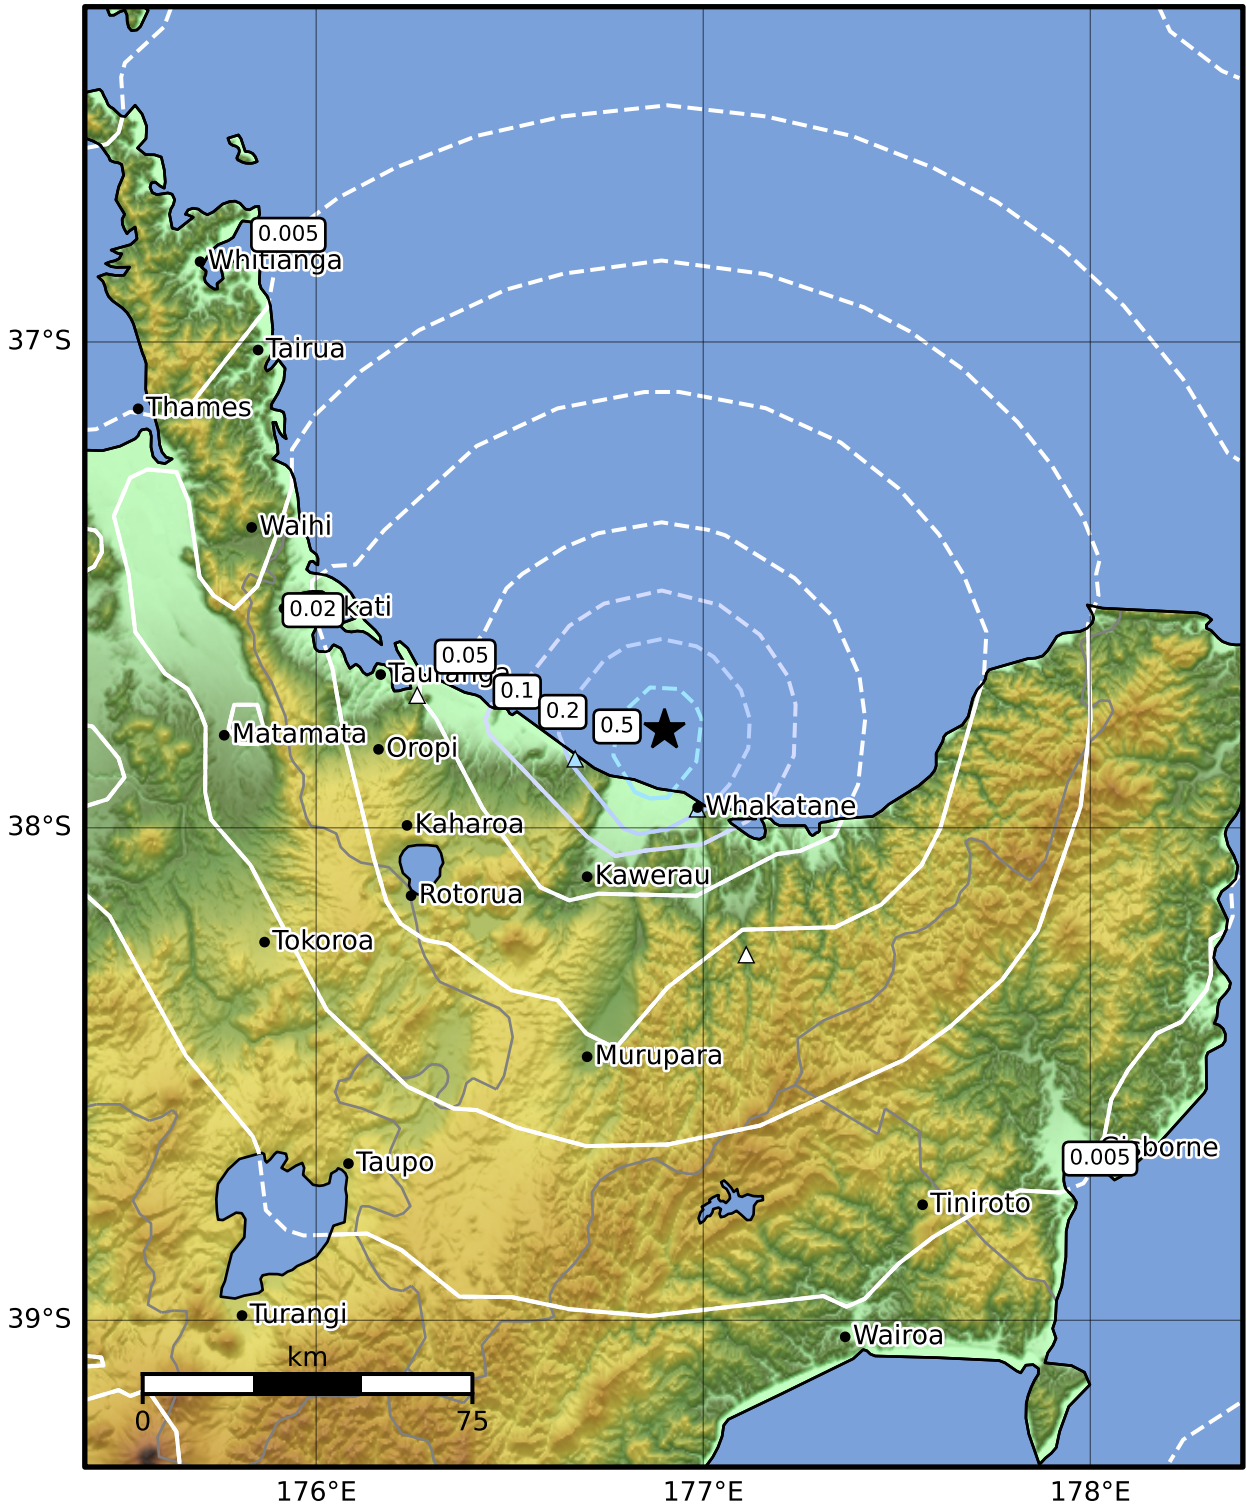 0.005
Whitianga
37°S
Tairua
Thames
Waihi
0.02
kati
0.05
Tauranga
0.1
0.2
0.5
Matamata
Oropi
Whakatane
38°S
Kaharoa
Kawerau
Rotorua
Tokoroa
Murupara
Gisborne
0.005
Taupo
Tiniroto
39°S
Turangi
Wairoa
km
0
75
176°E
177°E
178°E